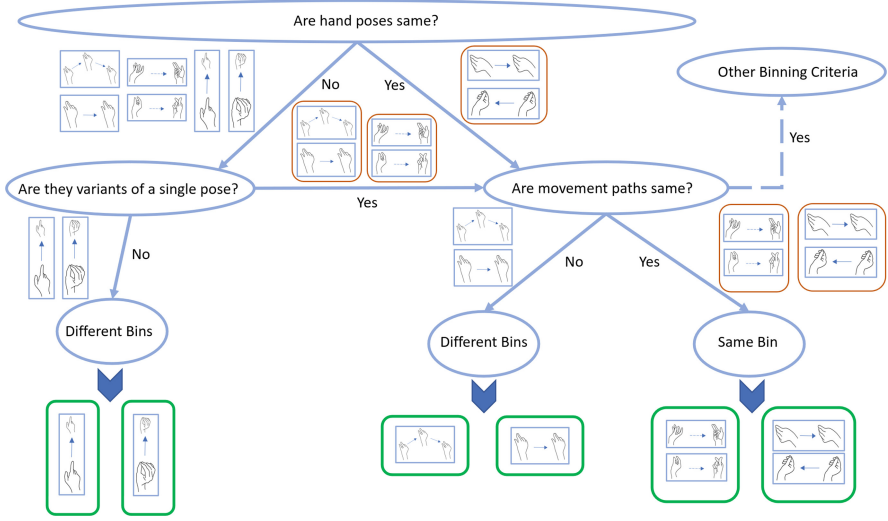 Are hand poses same?
No
Yes
Other Binning Criteria
Yes
Are they variants of a single pose?
Yes
Are movement paths same?
No
No
Yes
Different Bins
Different Bins
Same Bin